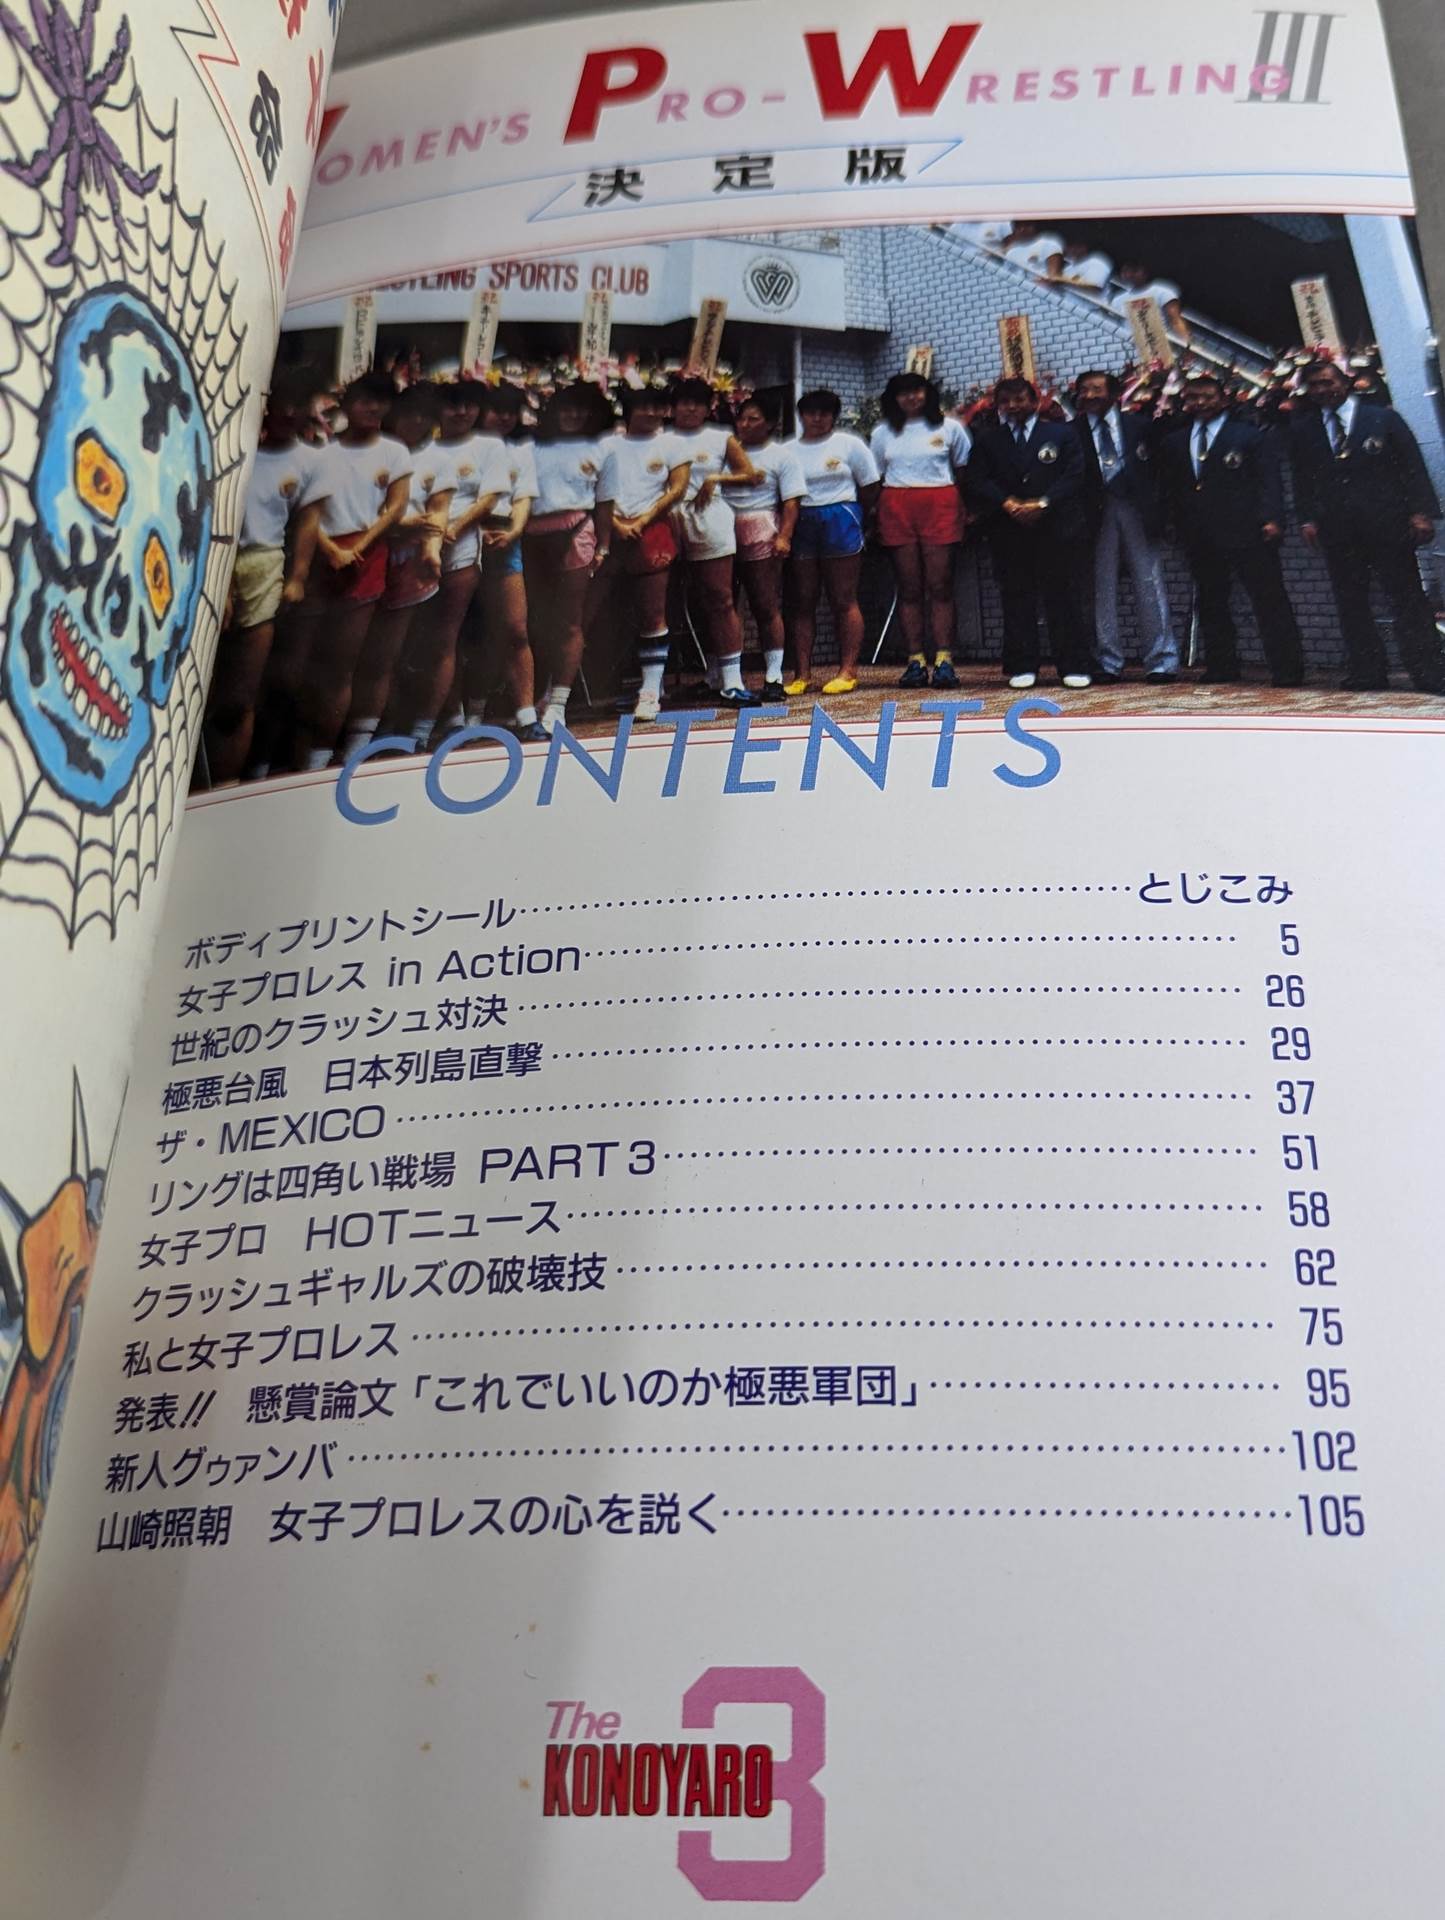 WOMEN'S PRO-WRESTLING III
決定版
WRESTLING SPORTS CLUB
CONTENTS
ボディプリントシール……とじこみ
女子プロレス in Action……5
世紀のクラッシュ対決……26
極悪台風　日本列島直撃……29
ザ・MEXICO……37
リングは四角い戦場 PART3……51
女子プロ　HOTニュース……58
クラッシュギャルズの破壊技……62
私と女子プロレス……75
発表!!　懸賞論文「これでいいのか極悪軍団」……95
新人グゥァンバ……102
山崎照朝　女子プロレスの心を説く……105
The
KONOYARO
3